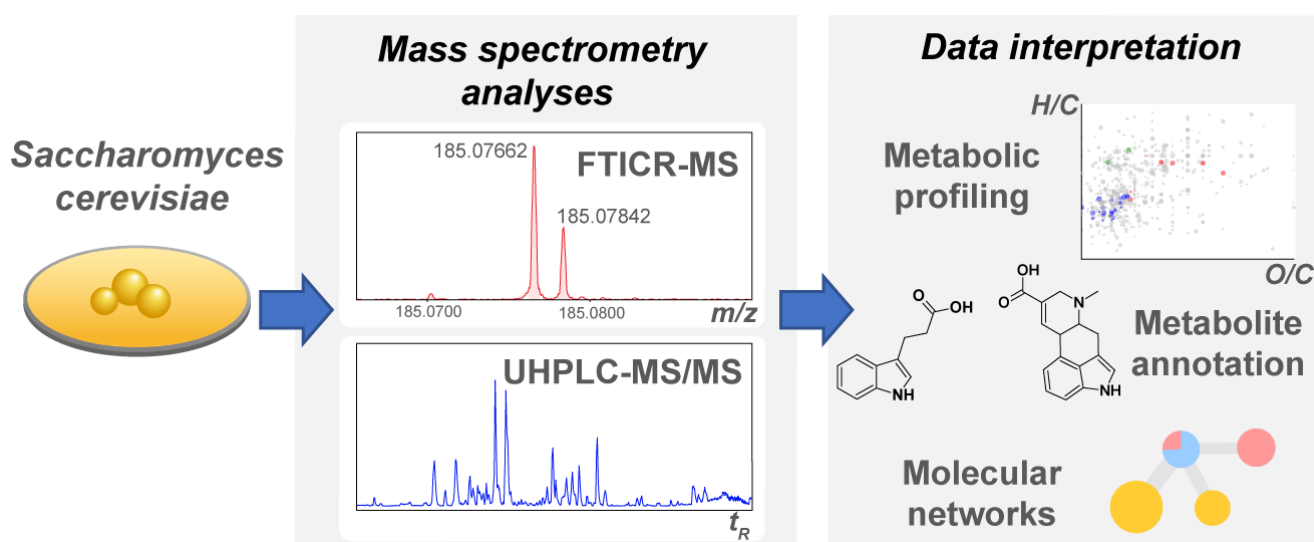 Saccharomyces
cerevisiae
Mass spectrometry
analyses
185.07662
FTICR-MS
185.07842
185.0700
185.0800
m/z
UHPLC-MS/MS
tR
Data interpretation
H/C
Metabolic
profiling
O/C
OH
O
NH
OH
O
N
NH
Metabolite
annotation
Molecular
networks